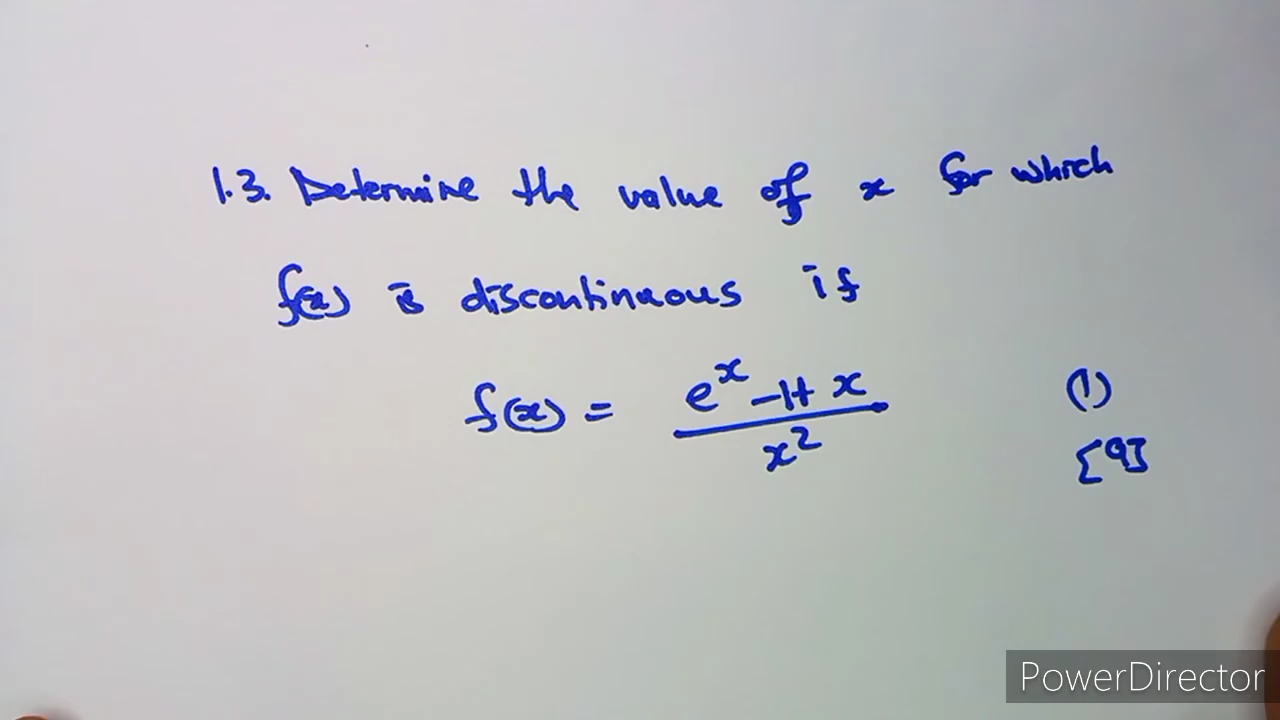 1.3. Determine the value of x for which
f(x) is discontinuous if
f(x) = (e^x - 1 + x) / x^2 (1)
[9]
PowerDirector